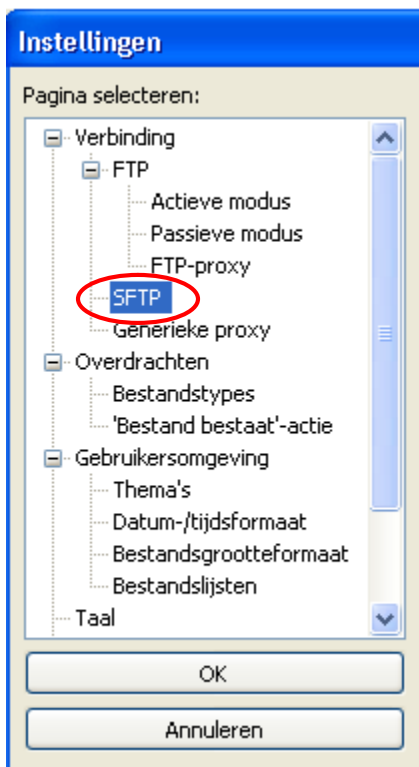 Instellingen
Pagina selecteren:
Verbinding
FTP
Actieve modus
Passieve modus
FTP-proxy
SFTP
Generieke proxy
Overdrachten
Bestandstypes
'Bestand bestaat'-actie
Gebruikersomgeving
Thema's
Datum-/tijdsformaat
Bestandsgrootteformaat
Bestandslijsten
Taal
OK
Annuleren